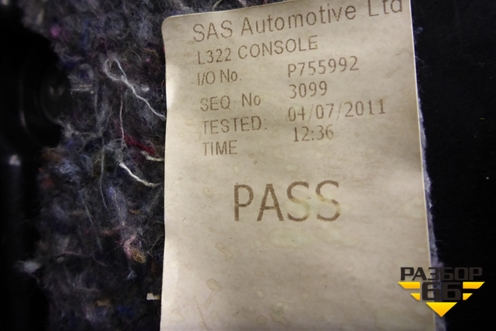 SAS Automotive Ltd
L322 CONSOLE
I/O No. P755992
SEQ No 3099
TESTED: 04/07/2011
TIME 12:36
PASS
РАЗБОР
66